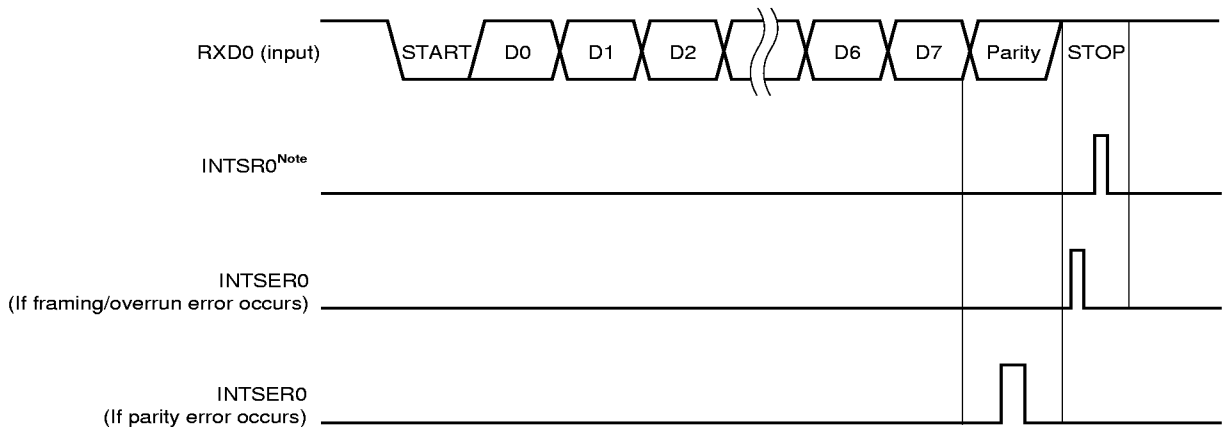 RXD0 (input) START D0 D1 D2 D6 D7 Parity STOP
INTSR0Note
INTSER0
(If framing/overrun error occurs)
INTSER0
(If parity error occurs)